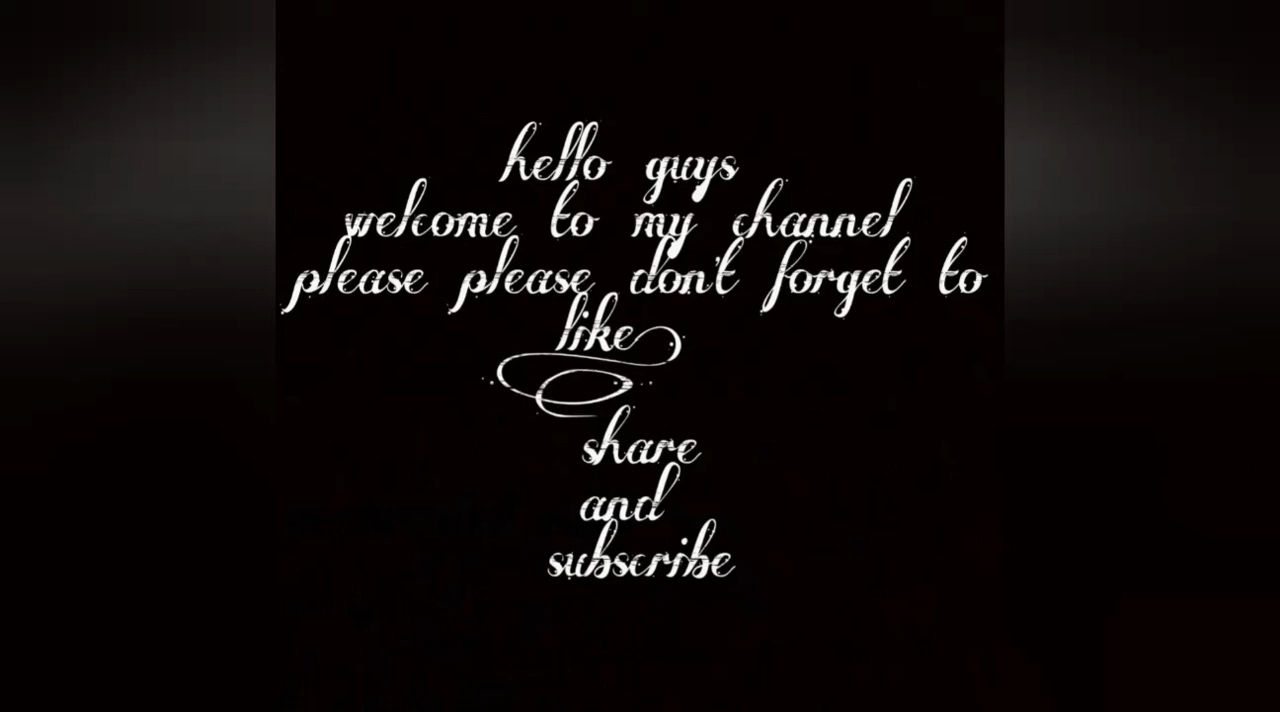 hello guys
welcome to my channel
please please don't forget to
like
share
and
subscribe